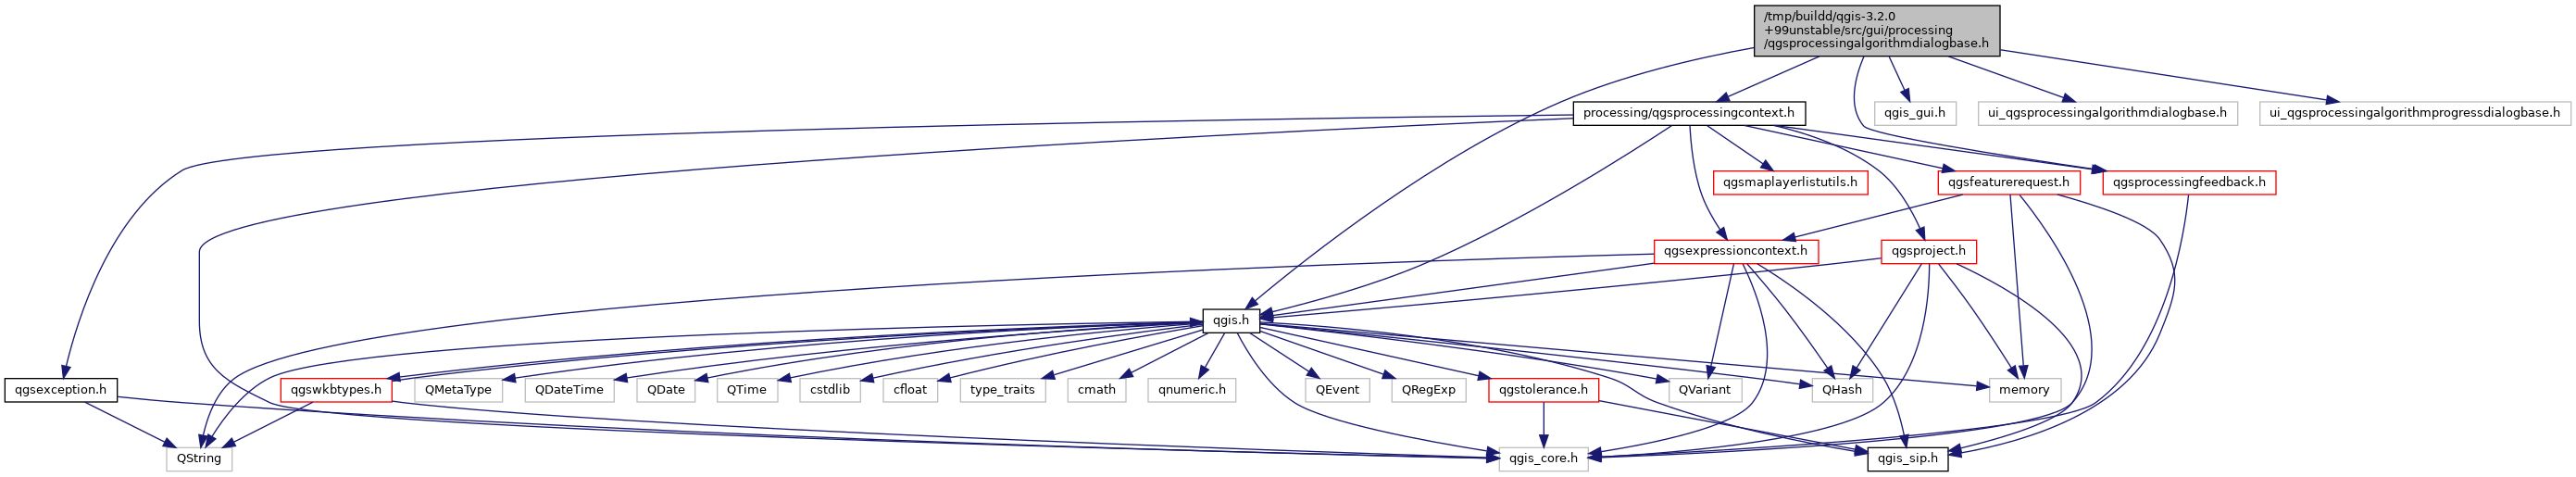 /tmp/buildd/qgis-3.2.0
+99unstable/src/gui/processing
/qgsprocessingalgorithmdialogbase.h
processing/qgsprocessingcontext.h
qgis_gui.h
ui_qgsprocessingalgorithmdialogbase.h
ui_qgsprocessingalgorithmprogressdialogbase.h
qgsmaplayerlistutils.h
qgsfeaturerequest.h
qgsprocessingfeedback.h
qgsexpressioncontext.h
qgsproject.h
qgis.h
qgsexception.h
qgswkbtypes.h
QMetaType
QDateTime
QDate
QTime
cstdlib
cfloat
type_traits
cmath
qnumeric.h
QEvent
QRegExp
qgstolerance.h
QVariant
QHash
memory
QString
qgis_core.h
qgis_sip.h